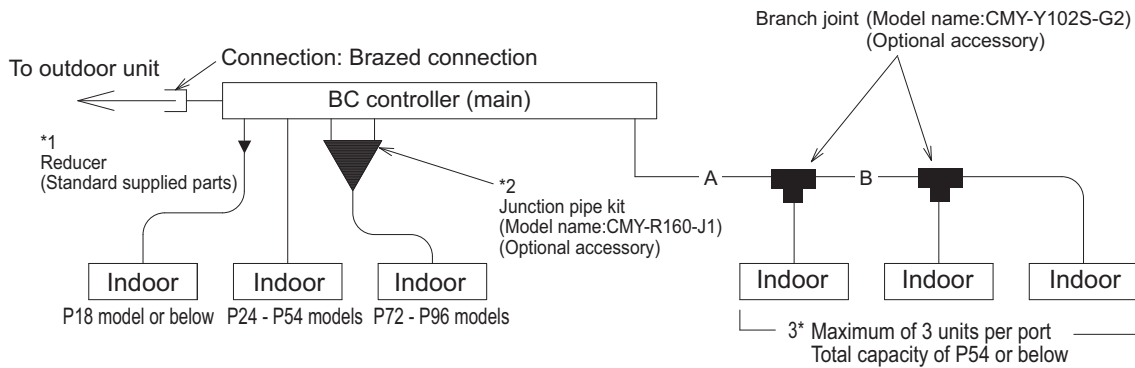 Branch joint (Model name:CMY-Y102S-G2)
(Optional accessory)
Connection: Brazed connection
To outdoor unit
BC controller (main)
*1
Reducer
(Standard supplied parts)
*2
Junction pipe kit
(Model name:CMY-R160-J1)
(Optional accessory)
A
B
Indoor
Indoor
Indoor
Indoor
Indoor
Indoor
P18 model or below
P24 - P54 models
P72 - P96 models
3* Maximum of 3 units per port
Total capacity of P54 or below